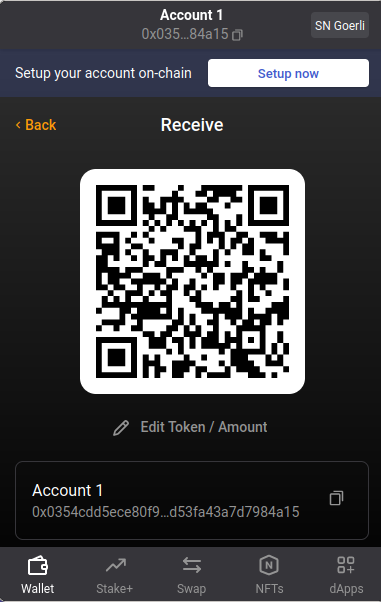 Account 1
0x035...84a15
SN Goerli
Setup your account on-chain
Setup now
< Back
Receive
Edit Token / Amount
Account 1
0x0354cdd5ece80f9...d53fa43a7d7984a15
Wallet
Stake+
Swap
NFTs
dApps